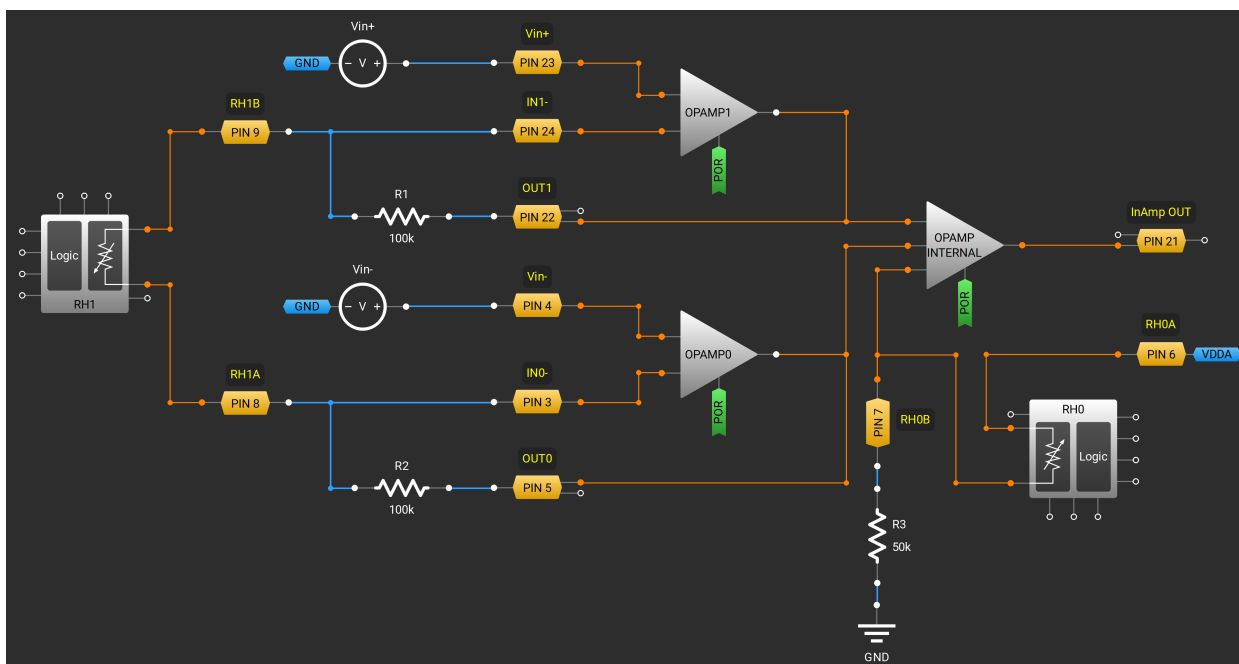 Vin+
GND
− V +
Vin+
PIN 23
RH1B
PIN 9
IN1-
PIN 24
OPAMP1
POR
R1
100k
OUT1
PIN 22
Logic
RH1
OPAMP
INTERNAL
POR
InAmp OUT
PIN 21
Vin-
GND
− V +
Vin-
PIN 4
OPAMP0
POR
RH1A
PIN 8
IN0-
PIN 3
RH0A
PIN 6
VDDA
PIN 7
RH0B
RH0
Logic
R2
100k
OUT0
PIN 5
R3
50k
GND